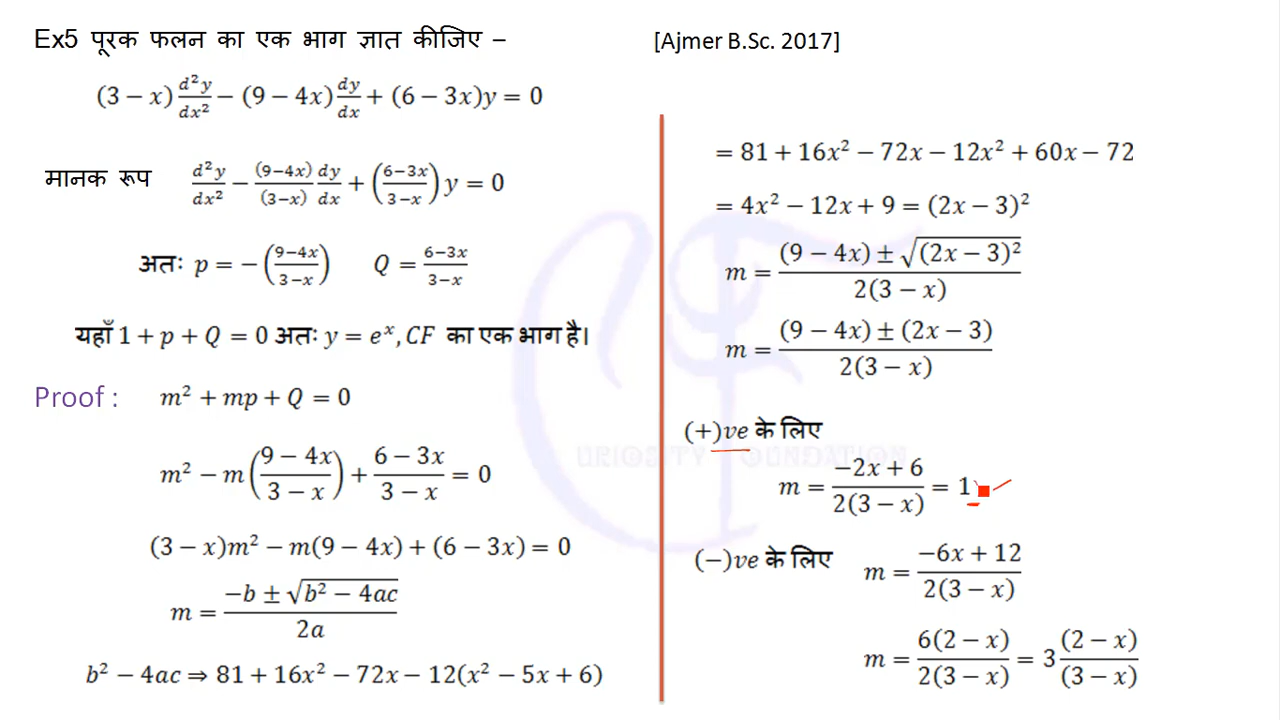 Ex5 पूरक फलन का एक भाग ज्ञात कीजिए –
[Ajmer B.Sc. 2017]
(3 − x) d²y/dx² − (9 − 4x) dy/dx + (6 − 3x)y = 0
मानक रूप d²y/dx² − (9−4x)/(3−x) dy/dx + ((6−3x)/(3−x)) y = 0
अतः p = −((9−4x)/(3−x)) Q = (6−3x)/(3−x)
यहाँ 1 + p + Q = 0 अतः y = eˣ, CF का एक भाग है।
Proof : m² + mp + Q = 0
m² − m((9 − 4x)/(3 − x)) + (6 − 3x)/(3 − x) = 0
(3 − x)m² − m(9 − 4x) + (6 − 3x) = 0
m = (−b ± √(b² − 4ac))/2a
b² − 4ac ⇒ 81 + 16x² − 72x − 12(x² − 5x + 6)
= 81 + 16x² − 72x − 12x² + 60x − 72
= 4x² − 12x + 9 = (2x − 3)²
m = ((9 − 4x) ± √((2x − 3)²))/(2(3 − x))
m = ((9 − 4x) ± (2x − 3))/(2(3 − x))
(+)ve के लिए
m = (−2x + 6)/(2(3 − x)) = 1
(−)ve के लिए m = (−6x + 12)/(2(3 − x))
m = 6(2 − x)/(2(3 − x)) = 3 (2 − x)/(3 − x)
URIOSITY FOUNDATION